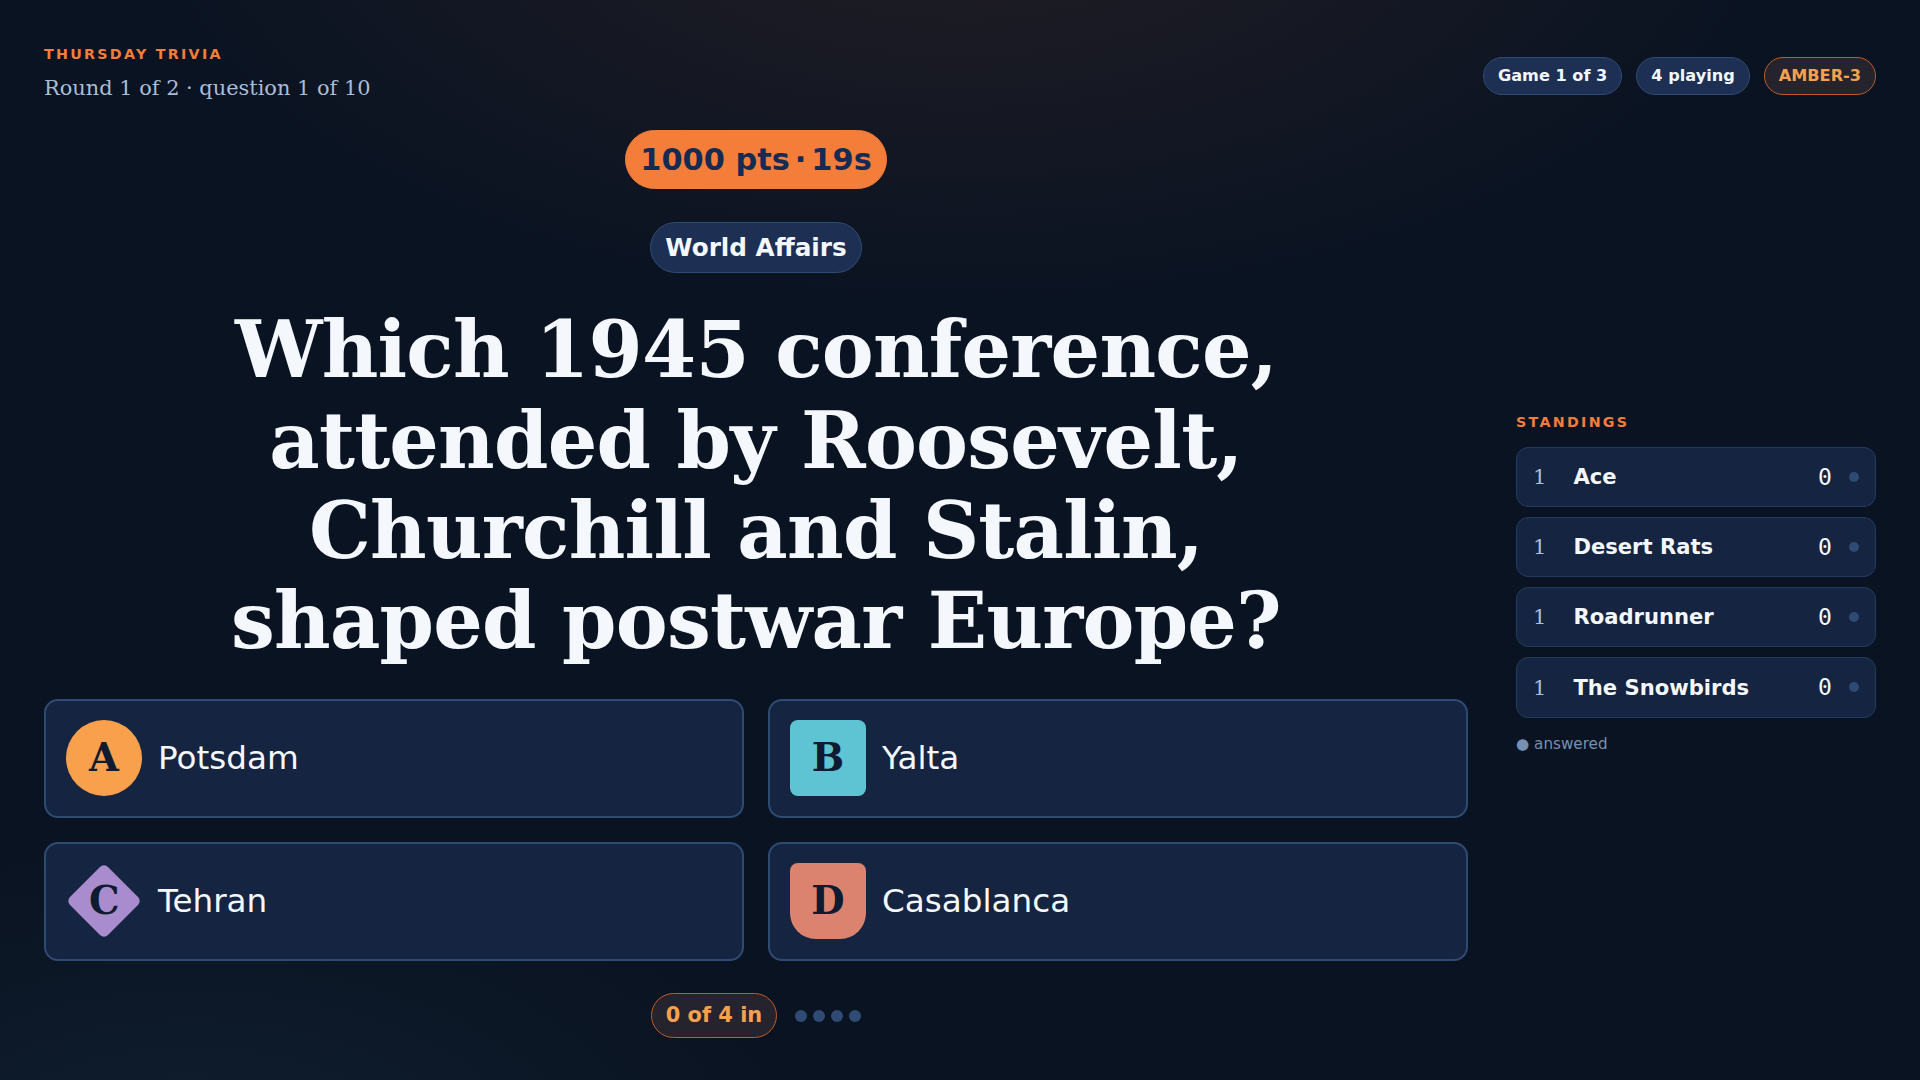 THURSDAY TRIVIA
Round 1 of 2 · question 1 of 10
Game 1 of 3
4 playing
AMBER-3
1000 pts · 19s
World Affairs
Which 1945 conference,
attended by Roosevelt,
Churchill and Stalin,
shaped postwar Europe?
A Potsdam
B Yalta
C Tehran
D Casablanca
0 of 4 in
STANDINGS
1 Ace 0
1 Desert Rats 0
1 Roadrunner 0
1 The Snowbirds 0
answered